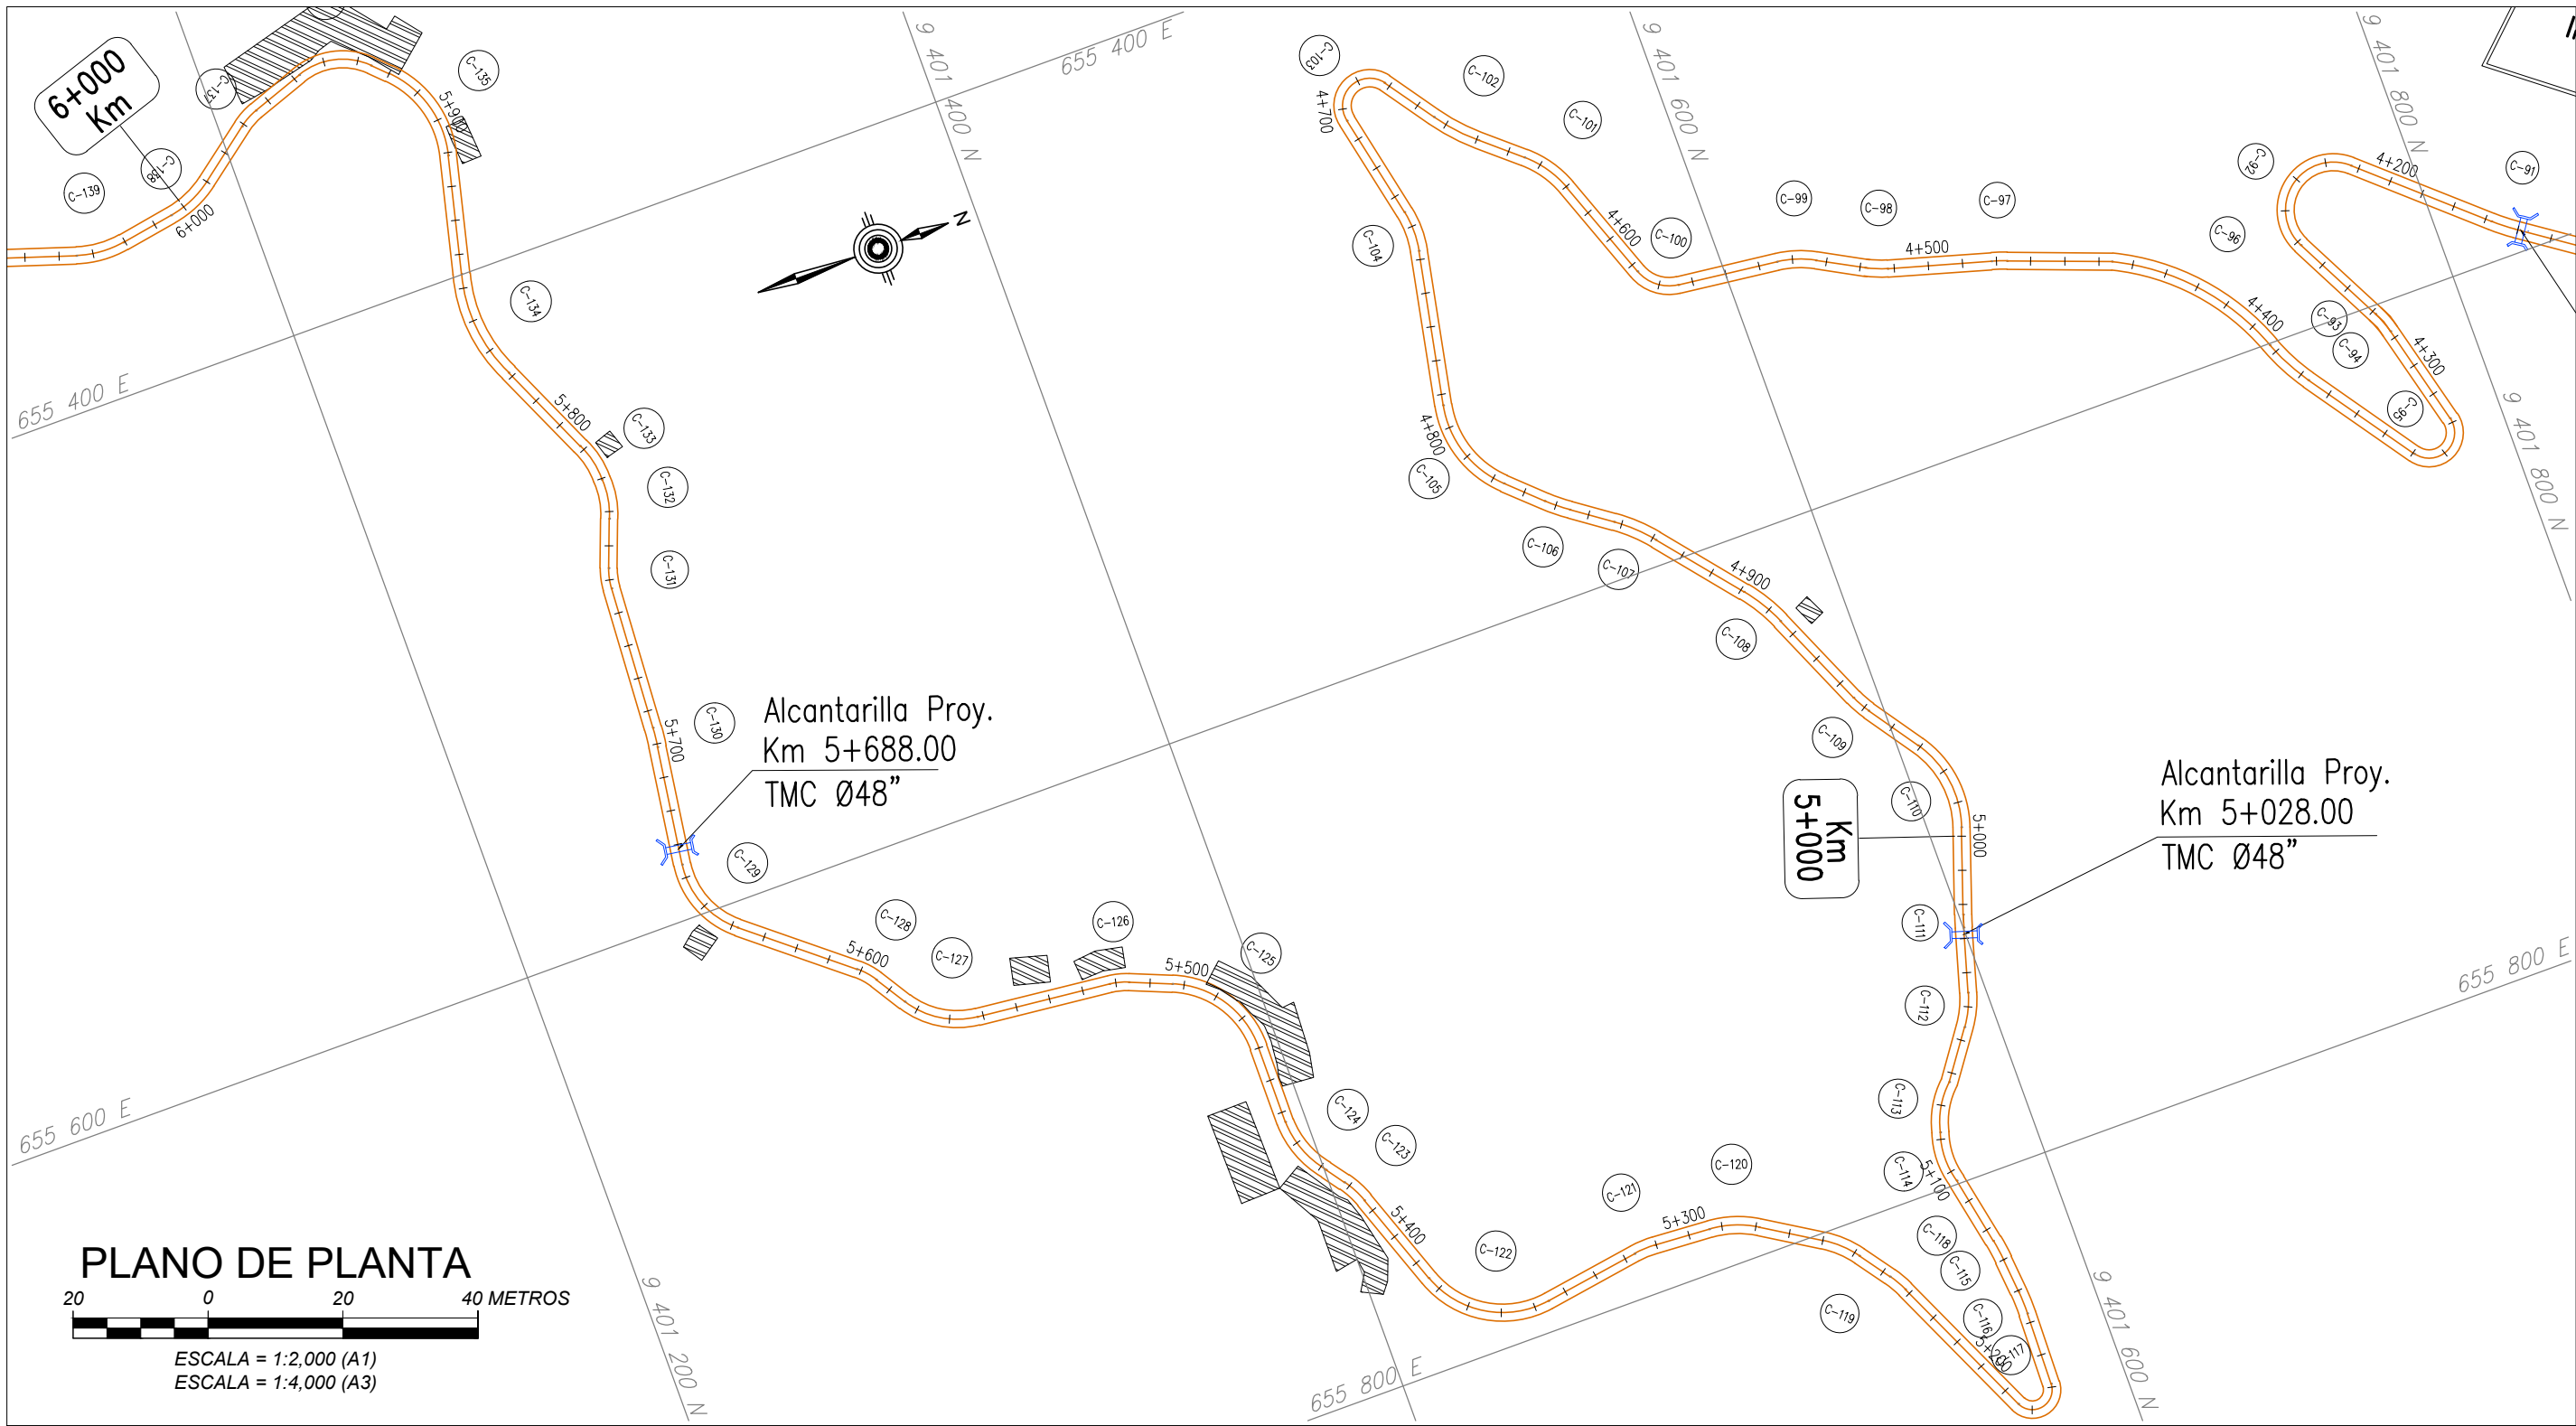 6+000
Km
C-139
C-138
C-137
C-135
6+000
5+900
C-134
5+800
C-133
C-132
C-131
C-130
5+700
Alcantarilla Proy.
Km 5+688.00
TMC Ø48”
C-129
C-128
5+600
C-127
C-126
5+500
C-125
C-124
C-123
5+400
C-122
C-121
5+300
C-120
C-119
C-118
C-115
C-116
C-117
5+200
C-114
5+100
C-113
C-112
C-111
C-110
5+000
Km
5+000
Alcantarilla Proy.
Km 5+028.00
TMC Ø48”
C-109
C-108
4+900
C-107
C-106
C-105
4+800
C-104
4+700
C-103
C-102
C-101
4+600
C-100
C-99
C-98
C-97
4+500
C-96
4+400
C-95
C-94
C-93
4+300
C-92
4+200
C-91
N
655 400 E
655 400 E
655 600 E
655 800 E
655 800 E
9 401 400 N
9 401 600 N
9 401 800 N
9 401 800 N
9 401 200 N
9 401 600 N
PLANO DE PLANTA
20 0 20 40 METROS
ESCALA = 1:2,000 (A1)
ESCALA = 1:4,000 (A3)